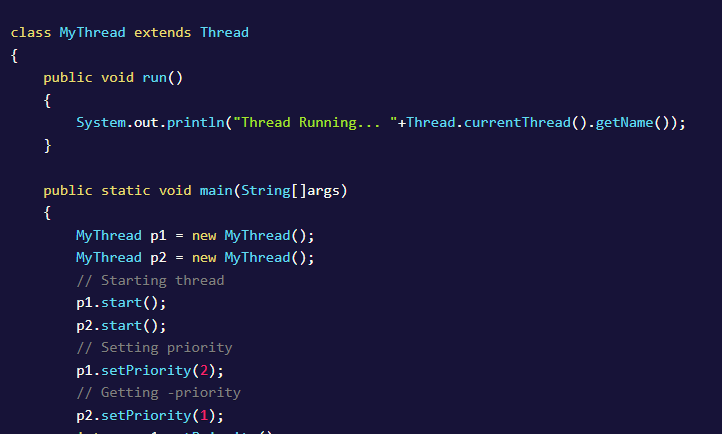 class MyThread extends Thread
{
    public void run()
    {
        System.out.println("Thread Running... "+Thread.currentThread().getName());
    }

    public static void main(String[]args)
    {
        MyThread p1 = new MyThread();
        MyThread p2 = new MyThread();
        // Starting thread
        p1.start();
        p2.start();
        // Setting priority
        p1.setPriority(2);
        // Getting -priority
        p2.setPriority(1);